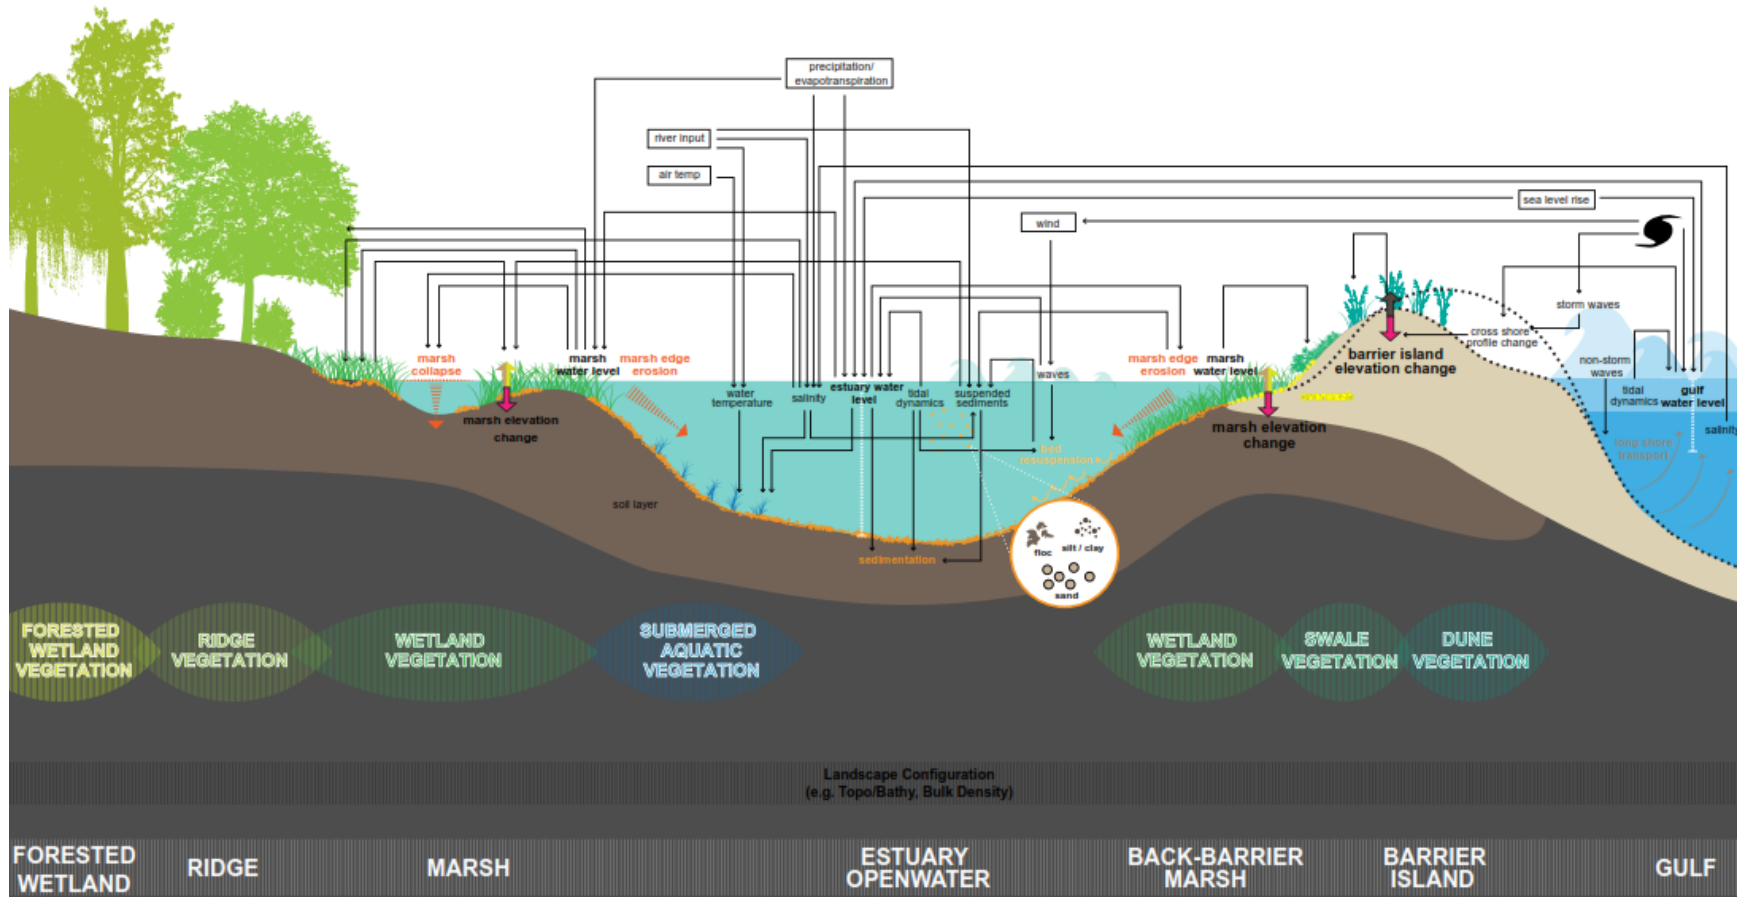 precipitation/
evapotranspiration
river input
air temp
sea level rise
wind
storm waves
cross shore
profile change
marsh
collapse
marsh
water level
marsh edge
erosion
marsh elevation
change
water
temperature
salinity
estuary water
level
tidal
dynamics
suspended
sediments
waves
bed
resuspension
marsh edge
erosion
marsh
water level
marsh elevation
change
barrier island
elevation change
non-storm
waves
tidal
dynamics
gulf
water level
salinity
long shore
transport
soil layer
sedimentation
floc
silt / clay
sand
FORESTED
WETLAND
VEGETATION
RIDGE
VEGETATION
WETLAND
VEGETATION
SUBMERGED
AQUATIC
VEGETATION
WETLAND
VEGETATION
SWALE
VEGETATION
DUNE
VEGETATION
Landscape Configuration
(e.g. Topo/Bathy, Bulk Density)
FORESTED
WETLAND
RIDGE
MARSH
ESTUARY
OPENWATER
BACK-BARRIER
MARSH
BARRIER
ISLAND
GULF